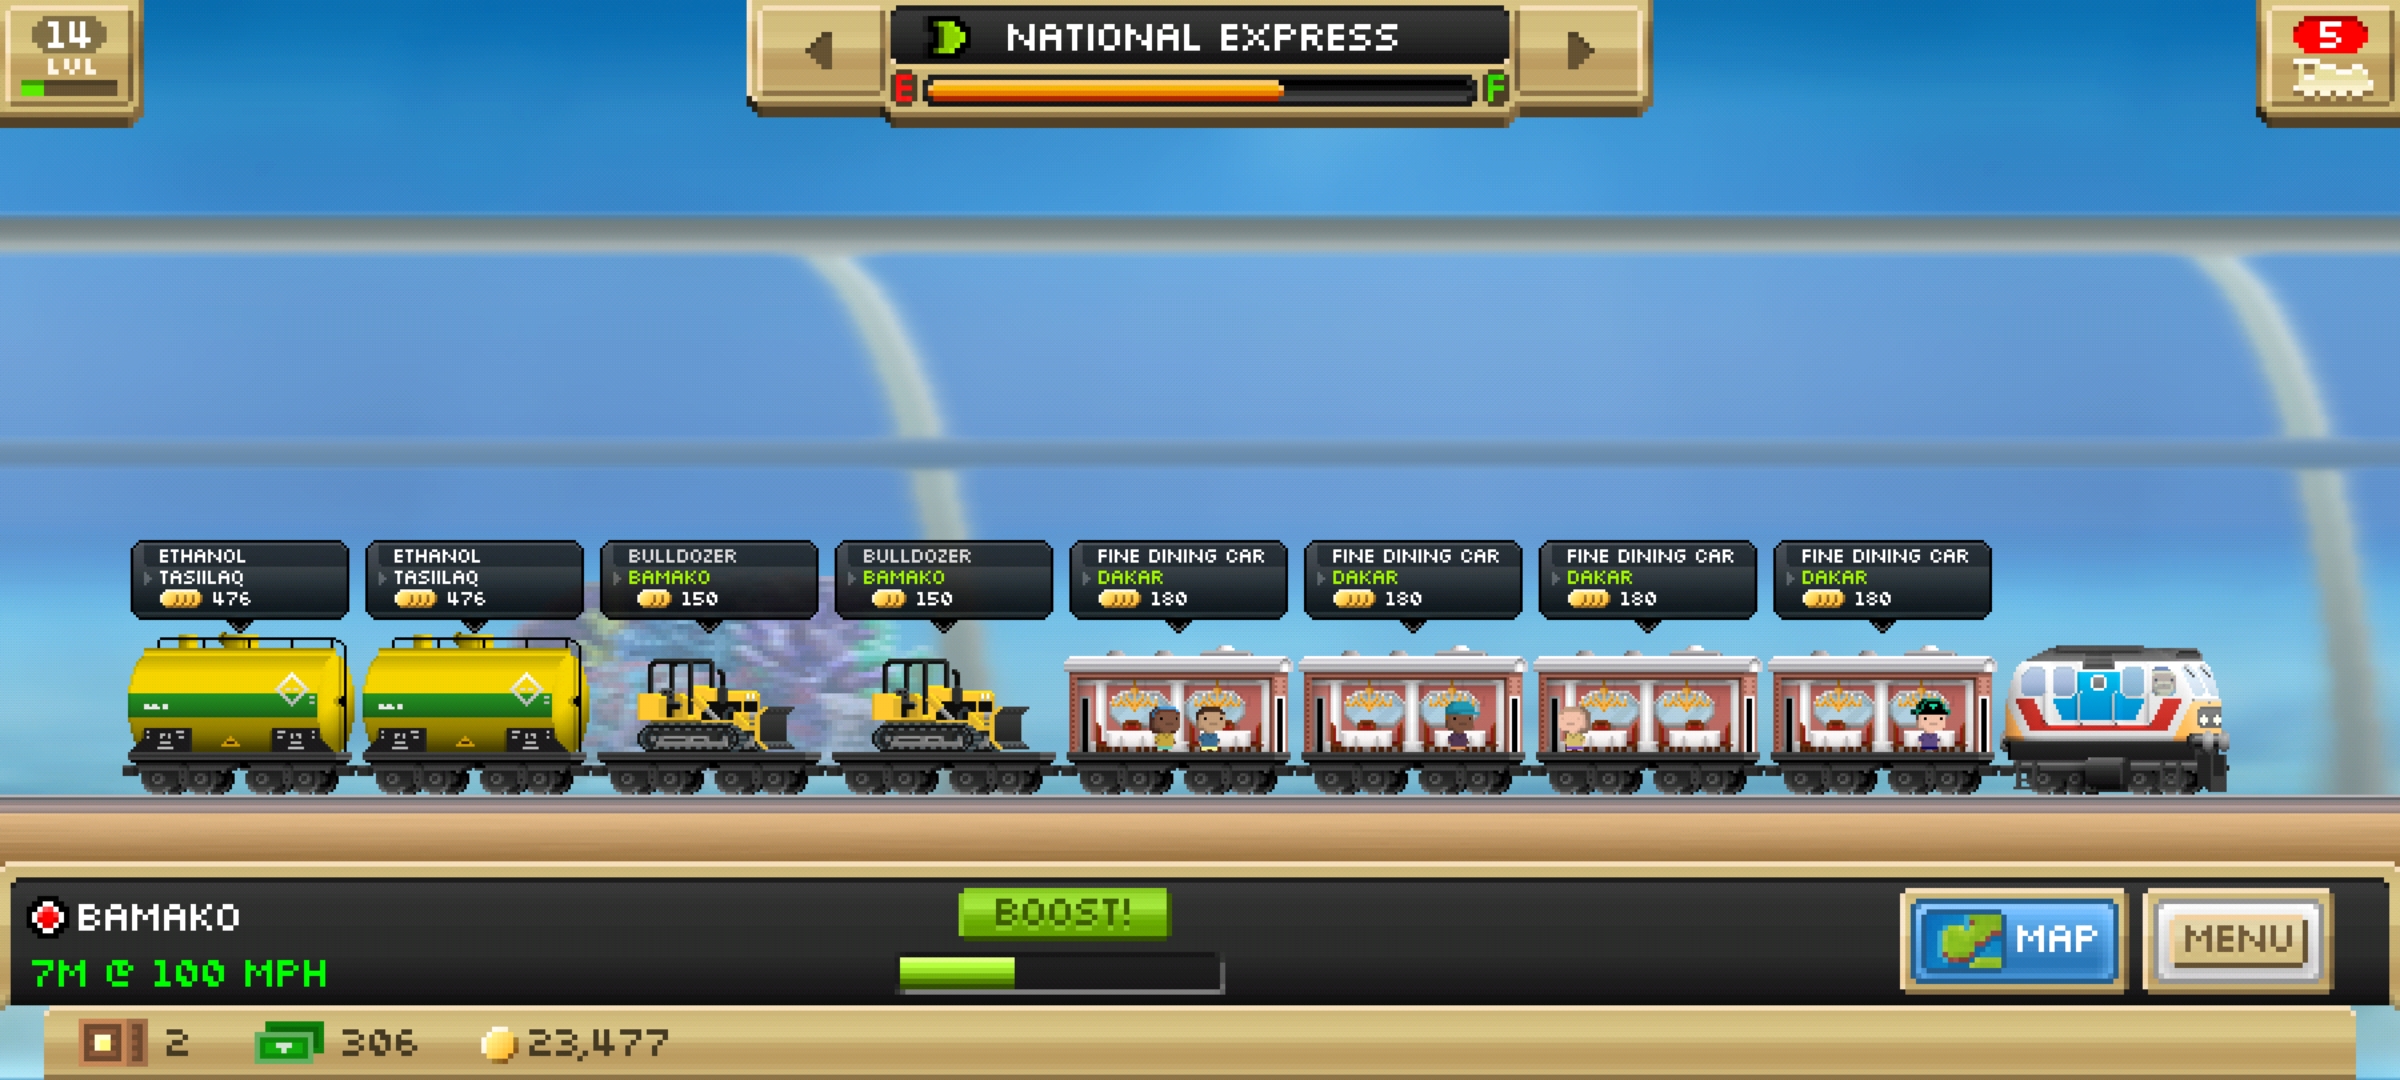 14
LVL
NATIONAL EXPRESS
E
F
5
ETHANOL
TASIILAQ
476
ETHANOL
TASIILAQ
476
BULLDOZER
BAMAKO
150
BULLDOZER
BAMAKO
150
FINE DINING CAR
DAKAR
180
FINE DINING CAR
DAKAR
180
FINE DINING CAR
DAKAR
180
FINE DINING CAR
DAKAR
180
BAMAKO
7M @ 100 MPH
BOOST!
MAP
MENU
2
306
23,477